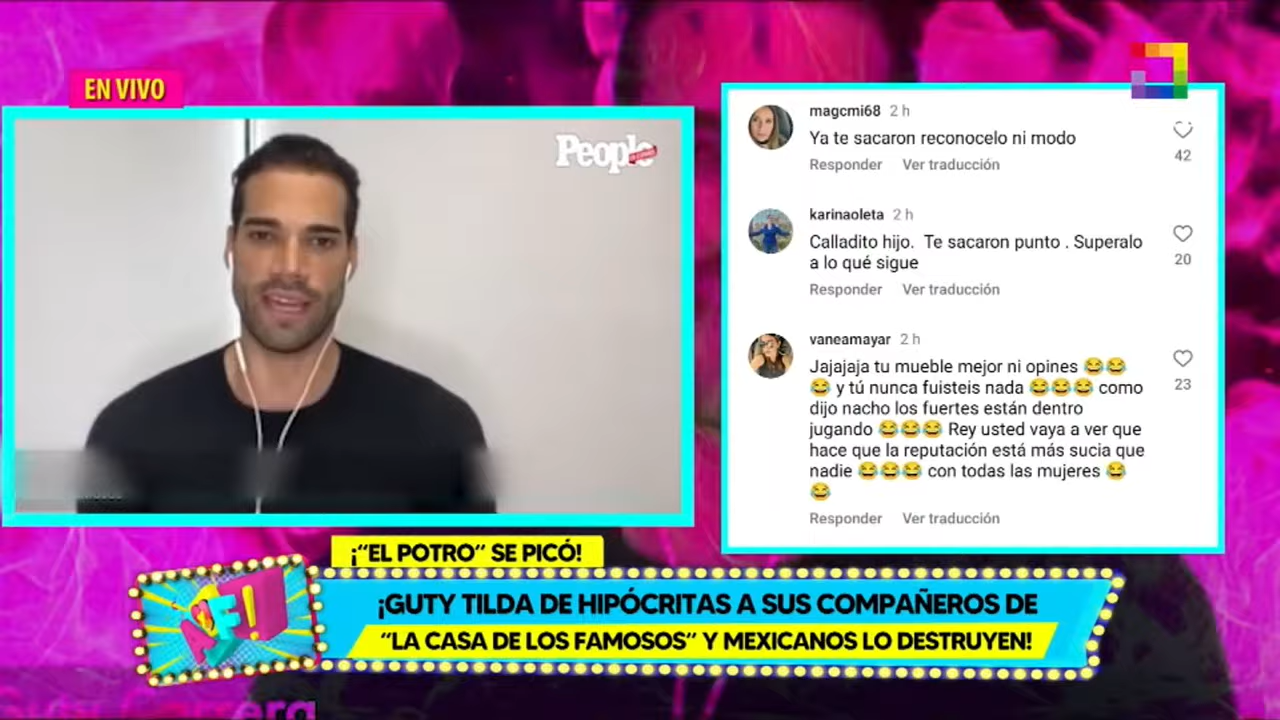 EN VIVO
People
EN ESPAÑOL
magcmi68 2 h
Ya te sacaron reconocelo ni modo
42
Responder Ver traducción
karinaoleta 2 h
Calladito hijo. Te sacaron punto . Superalo
a lo qué sigue
20
Responder Ver traducción
vaneamayar 2 h
Jajajaja tu mueble mejor ni opines 😂😂
😂 y tú nunca fuisteis nada 😂😂😂 como
23
dijo nacho los fuertes están dentro
jugando 😂😂😂 Rey usted vaya a ver que
hace que la reputación está más sucia que
nadie 😂😂😂 con todas las mujeres 😂
😂
Responder Ver traducción
¡“EL POTRO” SE PICÓ!
AYF!
¡GUTY TILDA DE HIPÓCRITAS A SUS COMPAÑEROS DE
“LA CASA DE LOS FAMOSOS” Y MEXICANOS LO DESTRUYEN!